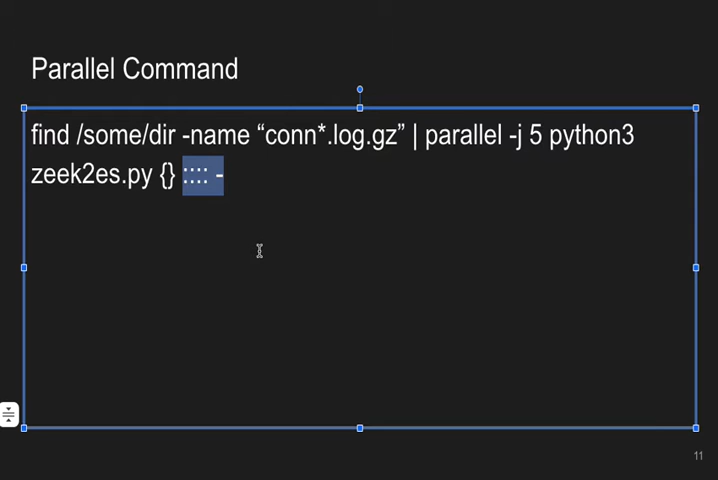 Parallel Command
find /some/dir -name “conn*.log.gz” | parallel -j 5 python3
zeek2es.py {} :::: -
11